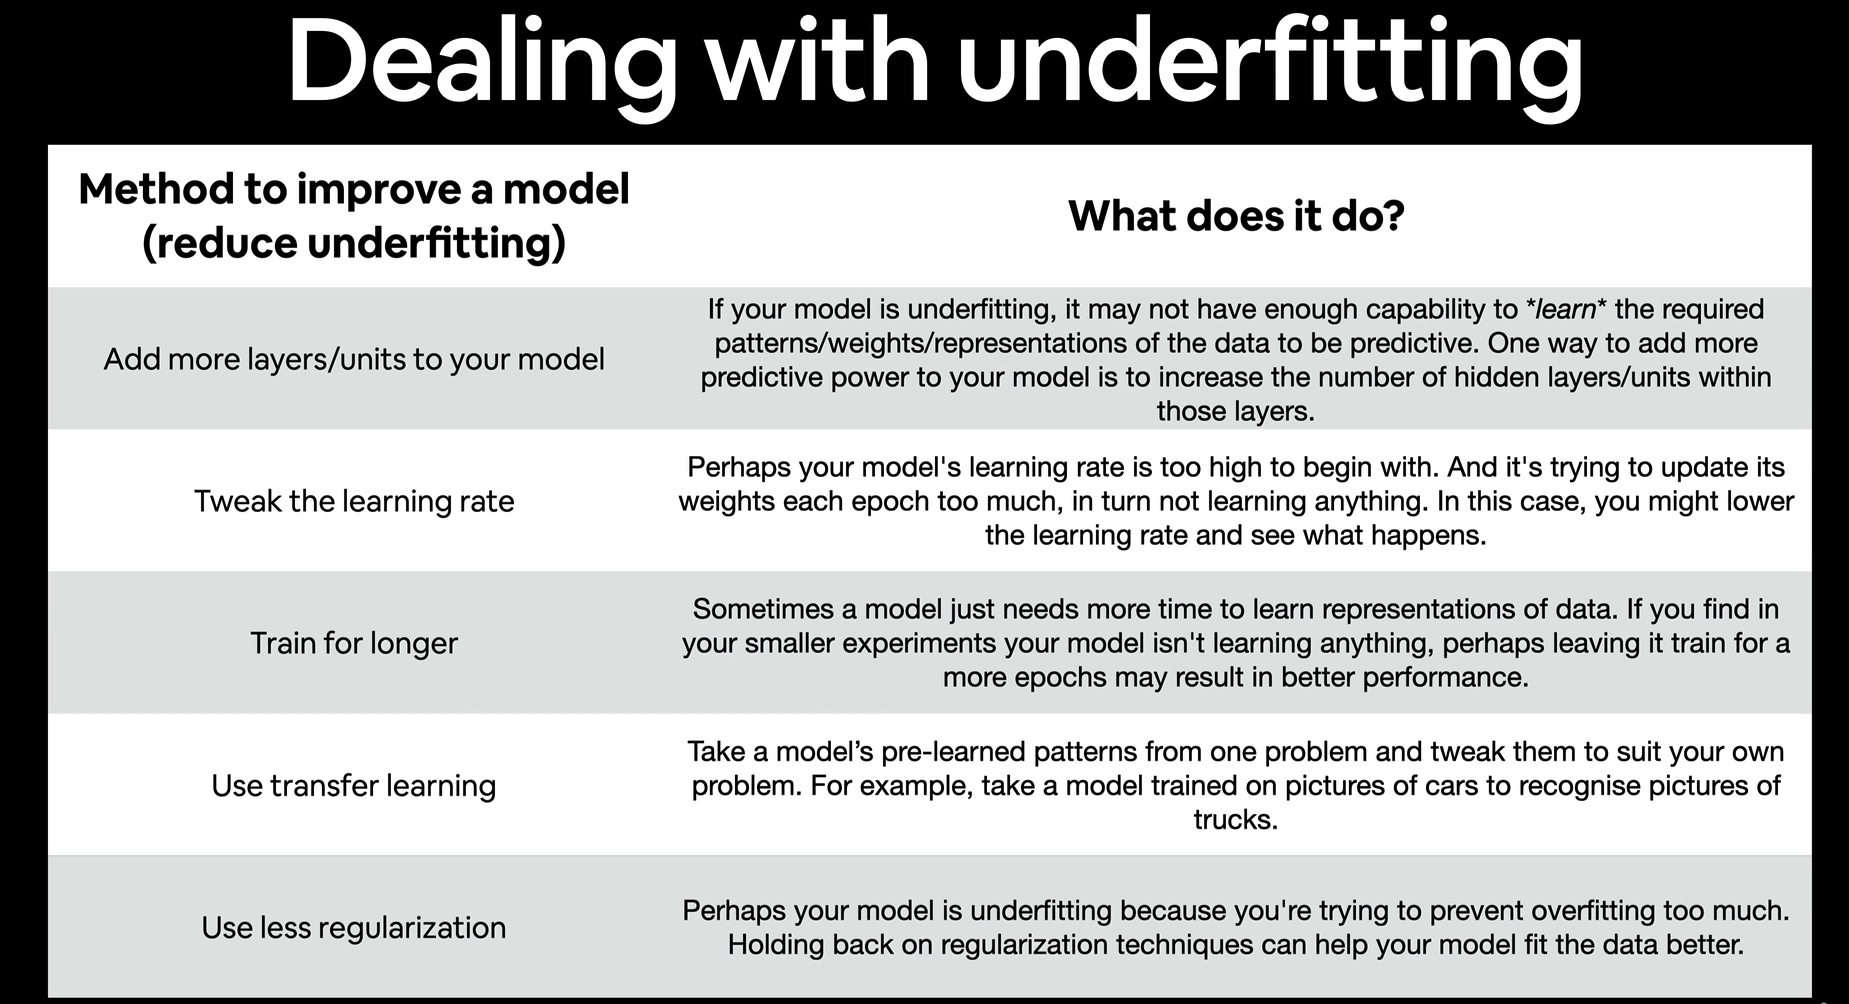 Dealing with underfitting
Method to improve a model
(reduce underfitting)
What does it do?
Add more layers/units to your model
If your model is underfitting, it may not have enough capability to *learn* the required
patterns/weights/representations of the data to be predictive. One way to add more
predictive power to your model is to increase the number of hidden layers/units within
those layers.
Tweak the learning rate
Perhaps your model's learning rate is too high to begin with. And it's trying to update its
weights each epoch too much, in turn not learning anything. In this case, you might lower
the learning rate and see what happens.
Train for longer
Sometimes a model just needs more time to learn representations of data. If you find in
your smaller experiments your model isn't learning anything, perhaps leaving it train for a
more epochs may result in better performance.
Use transfer learning
Take a model’s pre-learned patterns from one problem and tweak them to suit your own
problem. For example, take a model trained on pictures of cars to recognise pictures of
trucks.
Use less regularization
Perhaps your model is underfitting because you're trying to prevent overfitting too much.
Holding back on regularization techniques can help your model fit the data better.